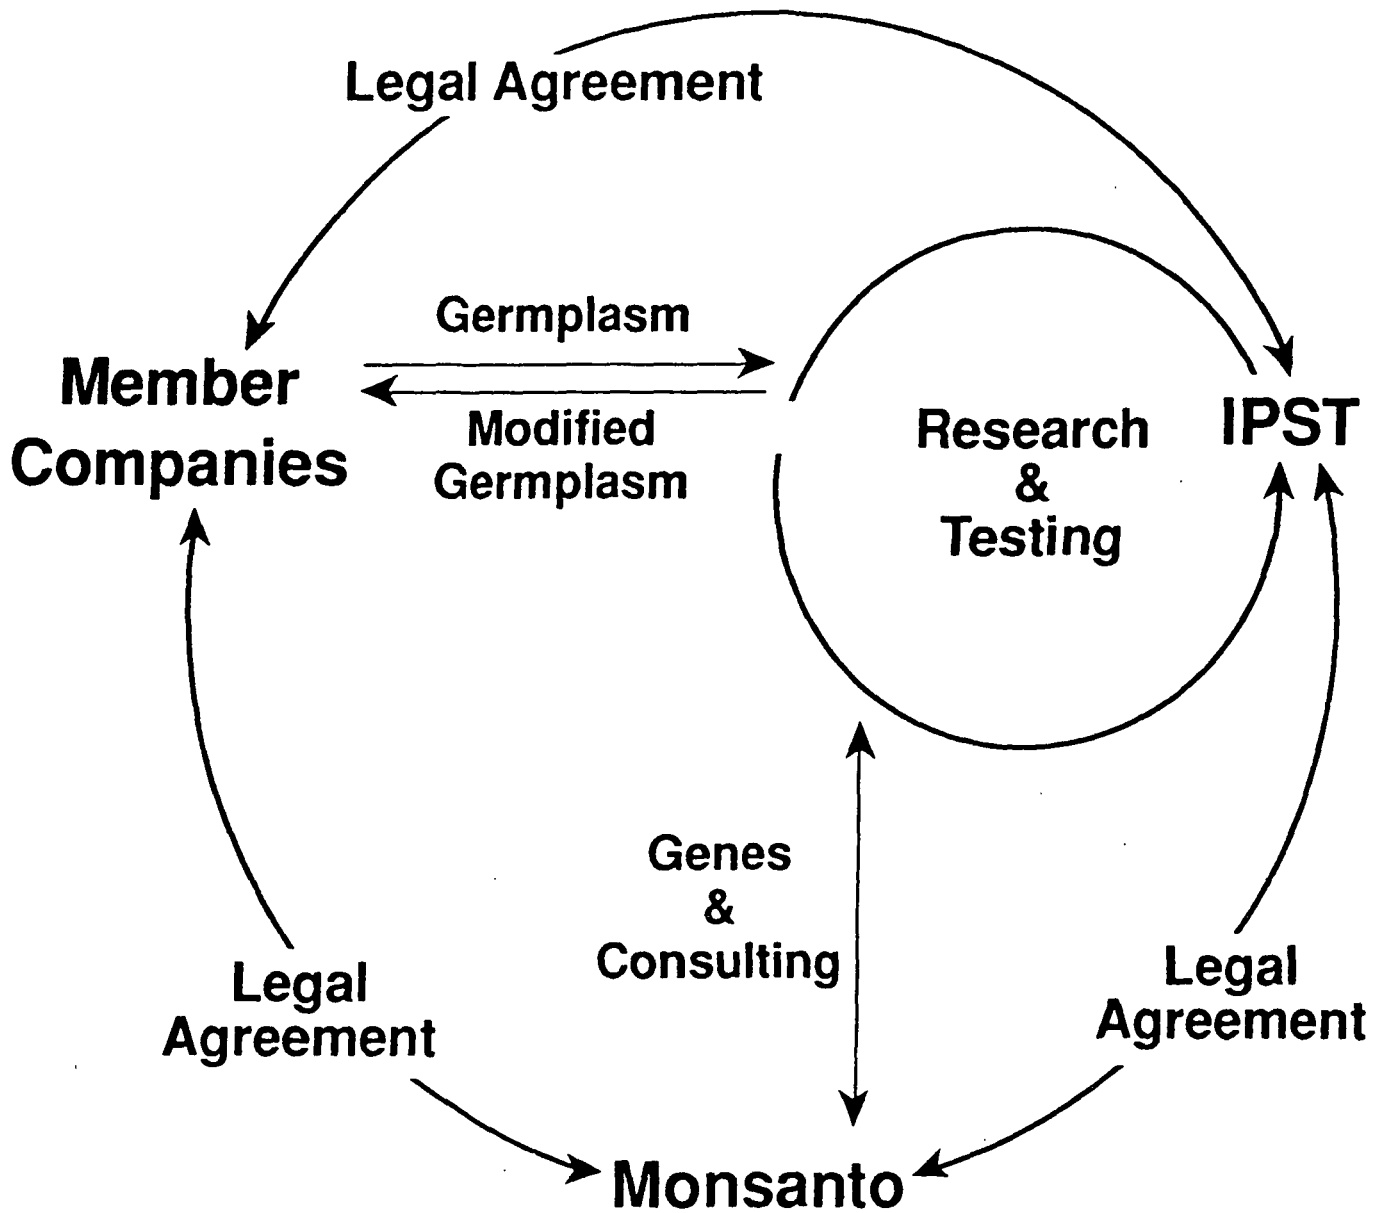 Legal Agreement
Germplasm
Member
Companies
Modified
Germplasm
Research
&
Testing
IPST
Genes
&
Consulting
Legal
Agreement
Legal
Agreement
Monsanto